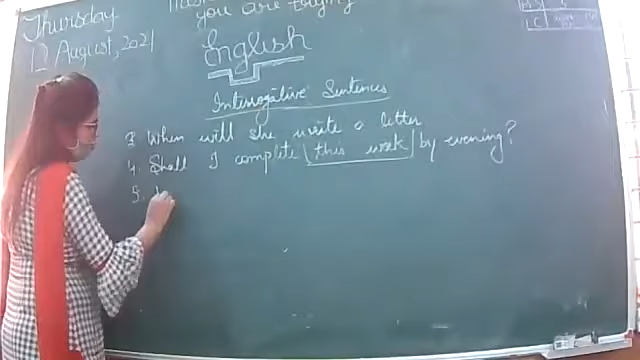 Thursday
12 August, 2021
you are trying
English
Interrogative Sentences
3. When will she write a letter
4. Shall I complete this work by evening?
5.